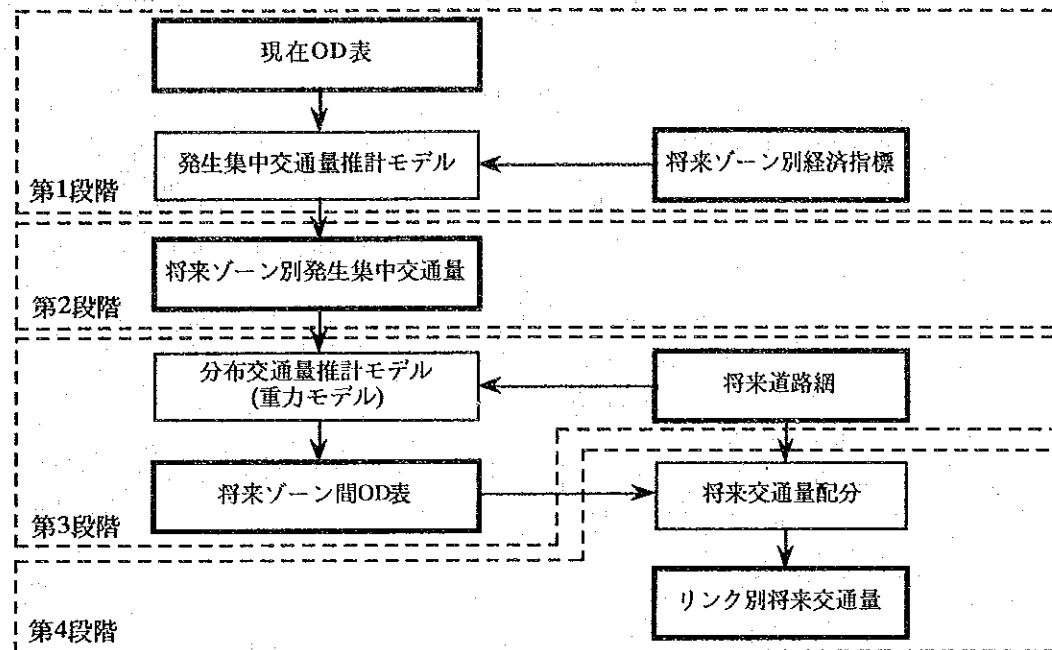 現在OD表
発生集中交通量推計モデル
将来ゾーン別経済指標
第1段階
将来ゾーン別発生集中交通量
第2段階
分布交通量推計モデル
(重力モデル)
将来道路網
将来ゾーン間OD表
将来交通量配分
第3段階
リンク別将来交通量
第4段階